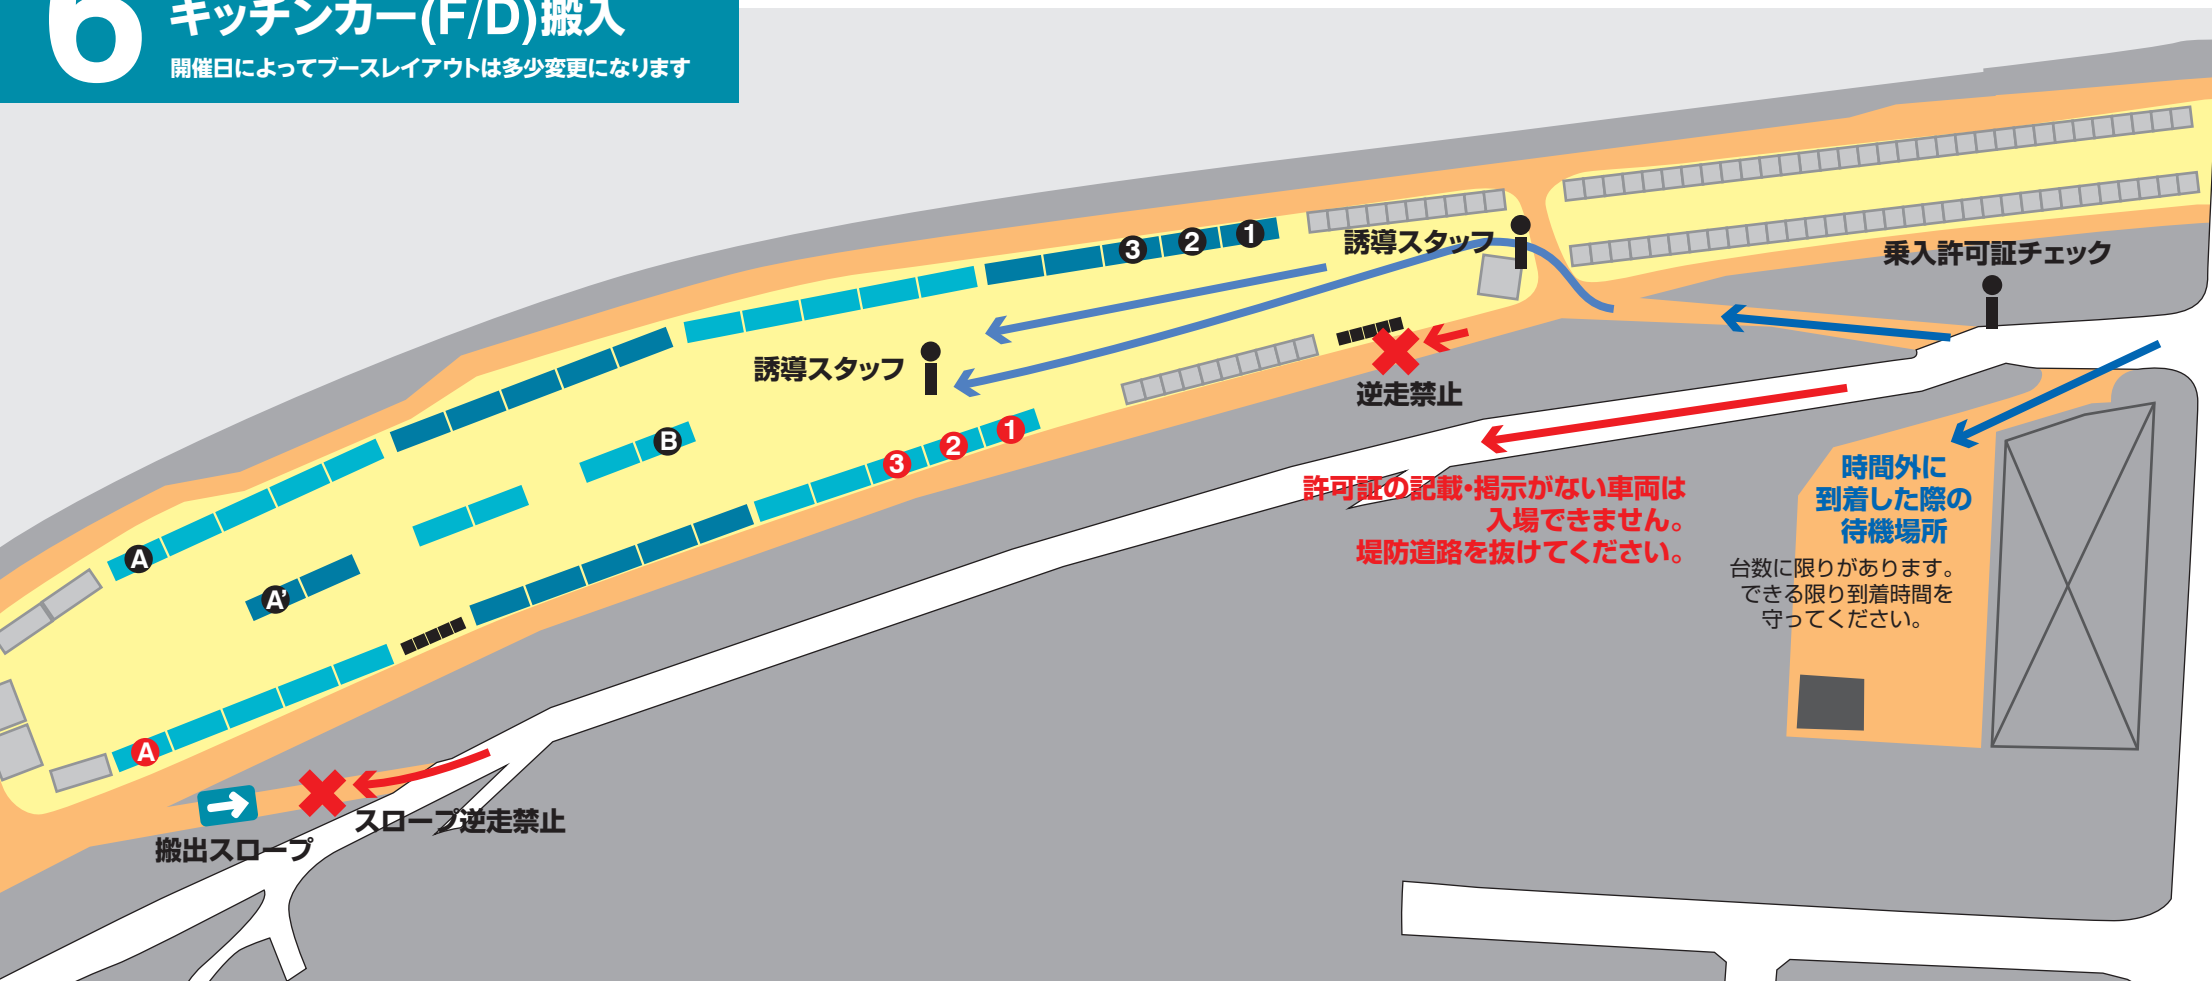 6
キッチンカー(F/D)搬入
開催日によってブースレイアウトは多少変更になります
誘導スタッフ
乗入許可証チェック
3
2
1
誘導スタッフ
逆走禁止
B
3
2
1
A
A’
A
許可証の記載・掲示がない車両は
入場できません。
堤防道路を抜けてください。
時間外に
到着した際の
待機場所
台数に限りがあります。
できる限り到着時間を
守ってください。
スロープ逆走禁止
搬出スロープ